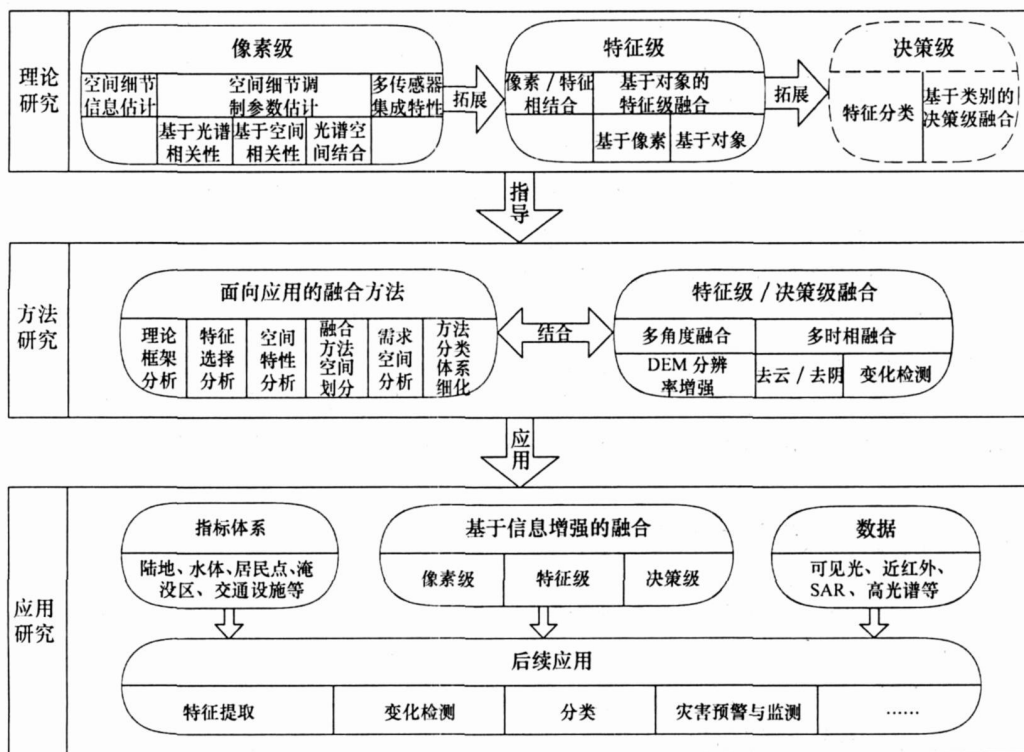 理论
研究
像素级
空间细节
信息估计
空间细节调
制参数估计
多传感器
集成特性
基于光谱
相关性
基于空间
相关性
光谱空
间结合
拓展
特征级
像素/特征
相结合
基于对象的
特征级融合
基于像素
基于对象
拓展
决策级
特征分类
基于类别的
决策级融合
指
导
方法
研究
面向应用的融合方法
理论
框架
分析
特征
选择
分析
空间
特性
分析
融合
方法
空间
划分
需求
空间
分析
方法
分类
体系
细化
结合
特征级/决策级融合
多角度融合
多时相融合
DEM 分辨
率增强
去云/去阴
变化检测
应
用
应用
研究
指标体系
陆地、水体、居民点、淹
没区、交通设施等
基于信息增强的融合
像素级
特征级
决策级
数据
可见光、近红外、
SAR、高光谱等
后续应用
特征提取
变化检测
分类
灾害预警与监测
……